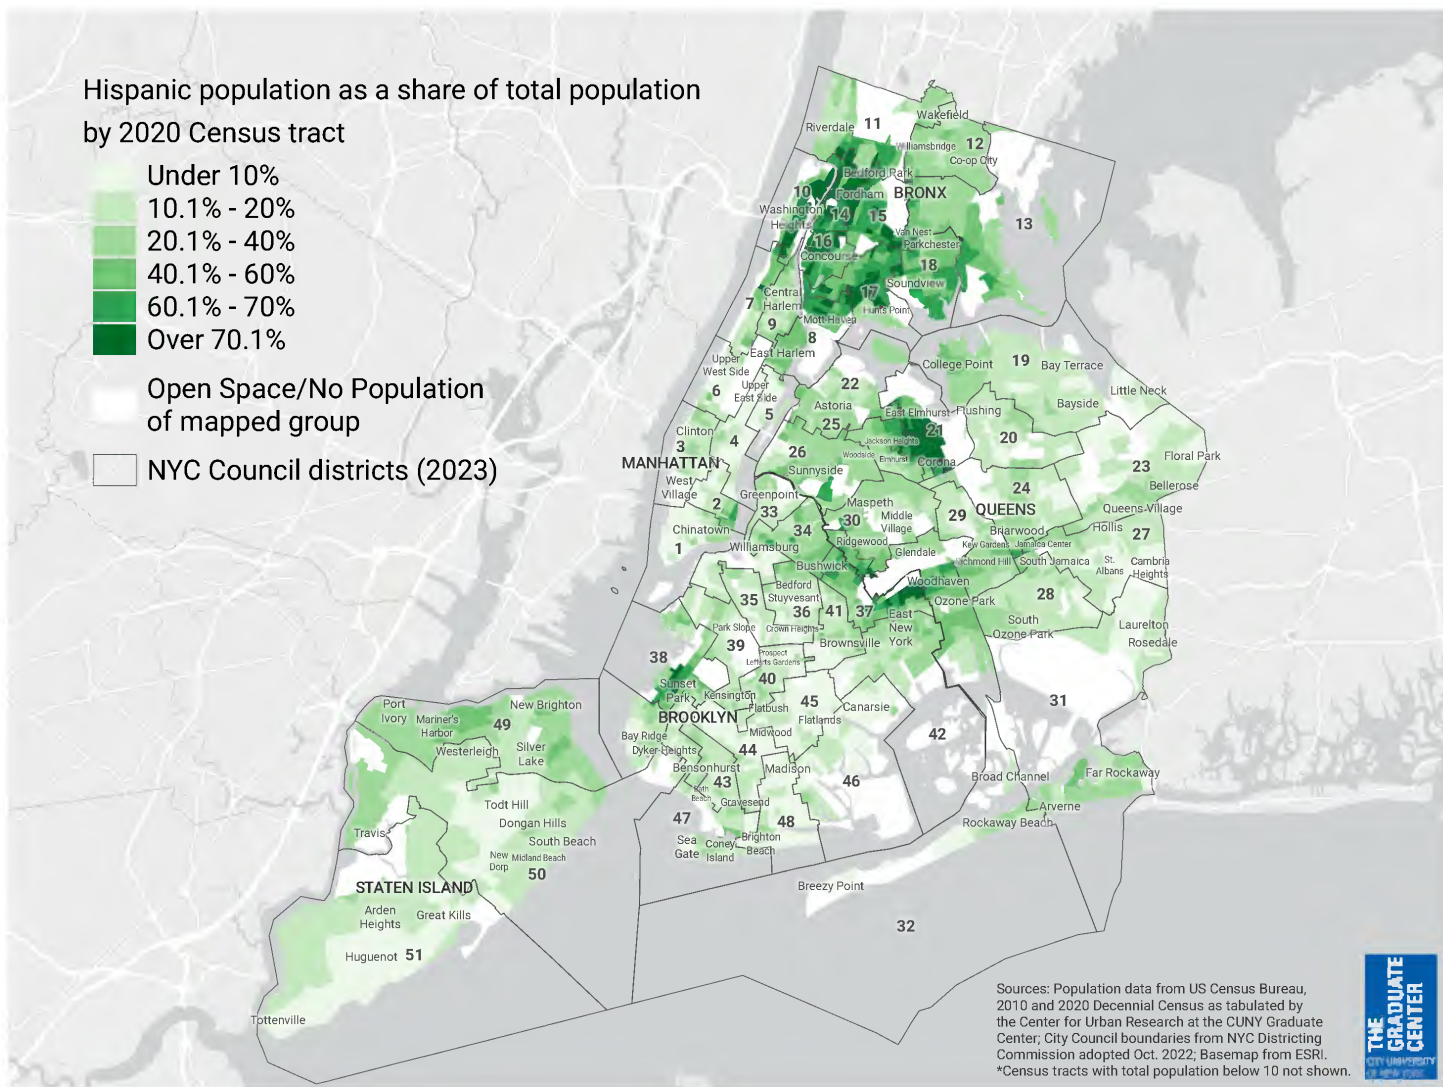 Hispanic population as a share of total population
by 2020 Census tract
Under 10%
10.1% - 20%
20.1% - 40%
40.1% - 60%
60.1% - 70%
Over 70.1%
Open Space/No Population
of mapped group
NYC Council districts (2023)
Wakefield
Riverdale
11
Williamsbridge
12
Co-op City
Bedford Park
10
Fordham
BRONX
Washington
Heights
14
15
13
Van Nest
Parkchester
16
Concourse
18
Soundview
17
Central
Harlem
7
Hunts Point
Mott Haven
9
8
East Harlem
Upper
West Side
6
Upper
East Side
5
College Point
19
Bay Terrace
Little Neck
22
Astoria
East Elmhurst
Flushing
Bayside
25
21
Clinton
3
4
Jackson Heights
20
26
Woodside
Elmhurst
Corona
MANHATTAN
Sunnyside
23
Floral Park
West
Village
Bellerose
2
Greenpoint
33
24
QUEENS
Maspeth
30
Middle
Village
29
Queens Village
Chinatown
34
Briarwood
Hollis
27
1
Williamsburg
Ridgewood
Glendale
Kew Gardens
Jamaica Center
Richmond Hill
South Jamaica
St.
Albans
Cambria
Heights
Bushwick
Woodhaven
Bedford
Stuyvesant
35
36
41
37
Ozone Park
28
East
New
York
South
Ozone Park
Laurelton
Rosedale
Park Slope
Crown Heights
39
Brownsville
38
Prospect
Lefferts Gardens
Sunset
Park
40
Kensington
Flatbush
45
Canarsie
31
BROOKLYN
Flatlands
Bay Ridge
Midwood
42
Dyker Heights
44
Bensonhurst
Madison
Broad Channel
Far Rockaway
43
46
Bath
Beach
Gravesend
Arverne
47
48
Rockaway Beach
Sea
Gate
Coney
Island
Brighton
Beach
Breezy Point
32
Port
Ivory
Mariner's
Harbor
49
New Brighton
Westerleigh
Silver
Lake
Todt Hill
Dongan Hills
Travis
South Beach
New
Dorp
Midland Beach
50
STATEN ISLAND
Arden
Heights
Great Kills
Huguenot
51
Tottenville
Sources: Population data from US Census Bureau,
2010 and 2020 Decennial Census as tabulated by
the Center for Urban Research at the CUNY Graduate
Center; City Council boundaries from NYC Districting
Commission adopted Oct. 2022; Basemap from ESRI.
*Census tracts with total population below 10 not shown.
THE
GRADUATE
CENTER
CITY UNIVERSITY
OF NEW YORK